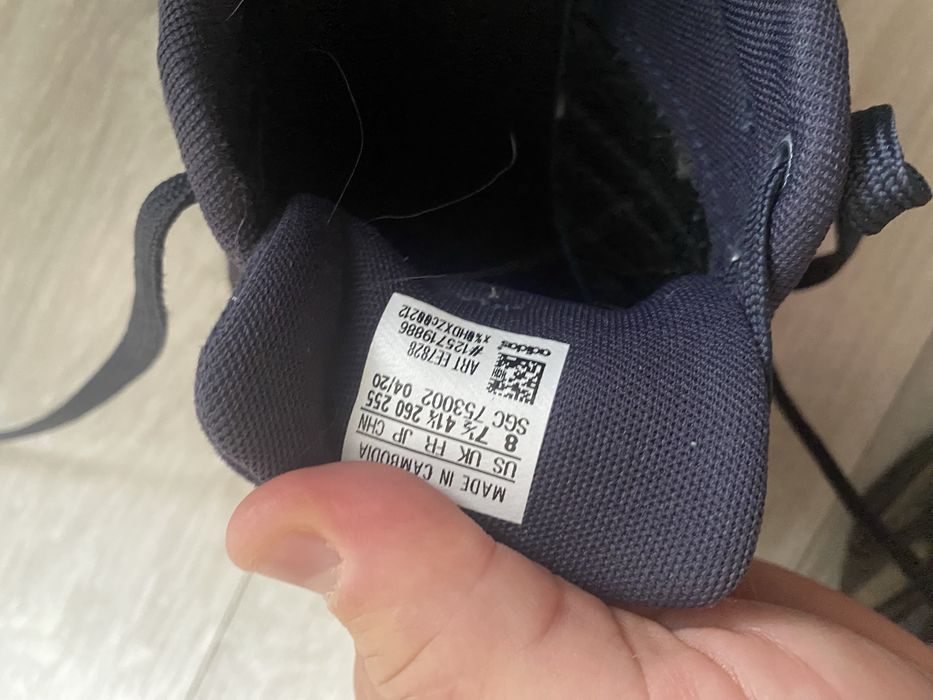 MADE IN CAMBODIA
US UK FR JP CHN
8 7½ 41⅓ 260 255
SGC 753002 04/20
ART EE7828
#125719886
adidas